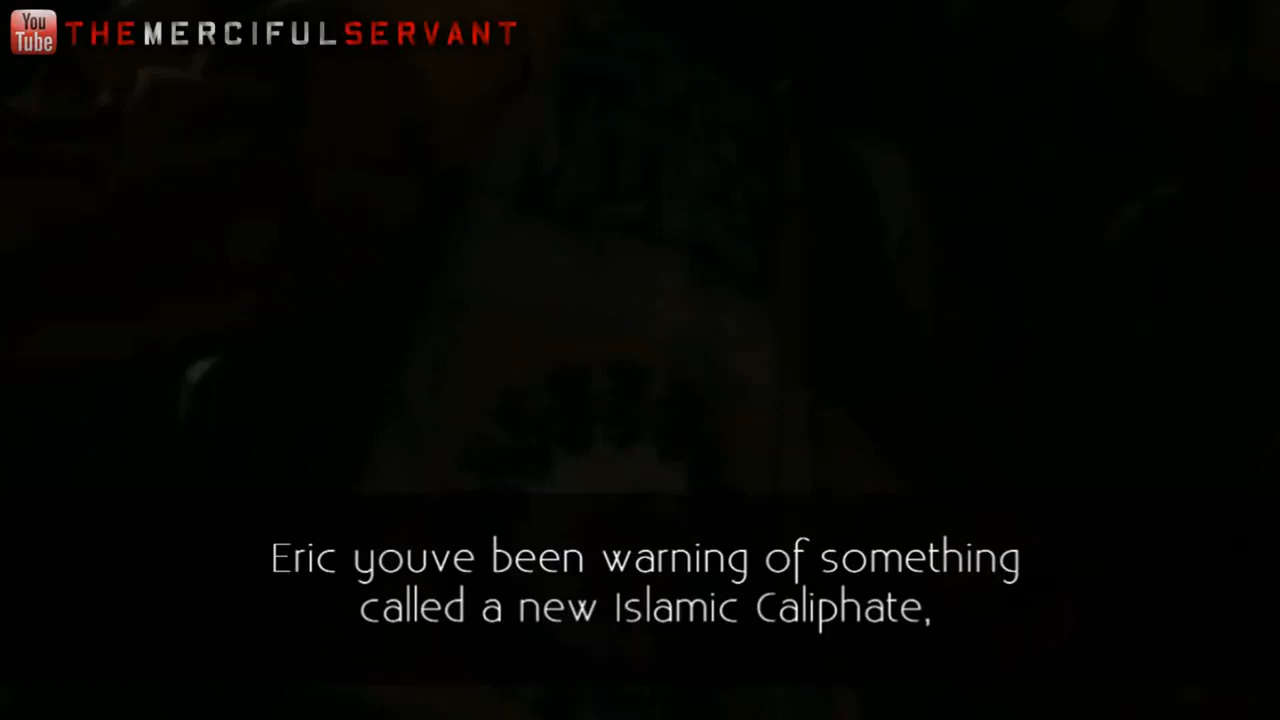 You
Tube THEMERCIFULSERVANT
Eric youve been warning of something
called a new Islamic Caliphate,